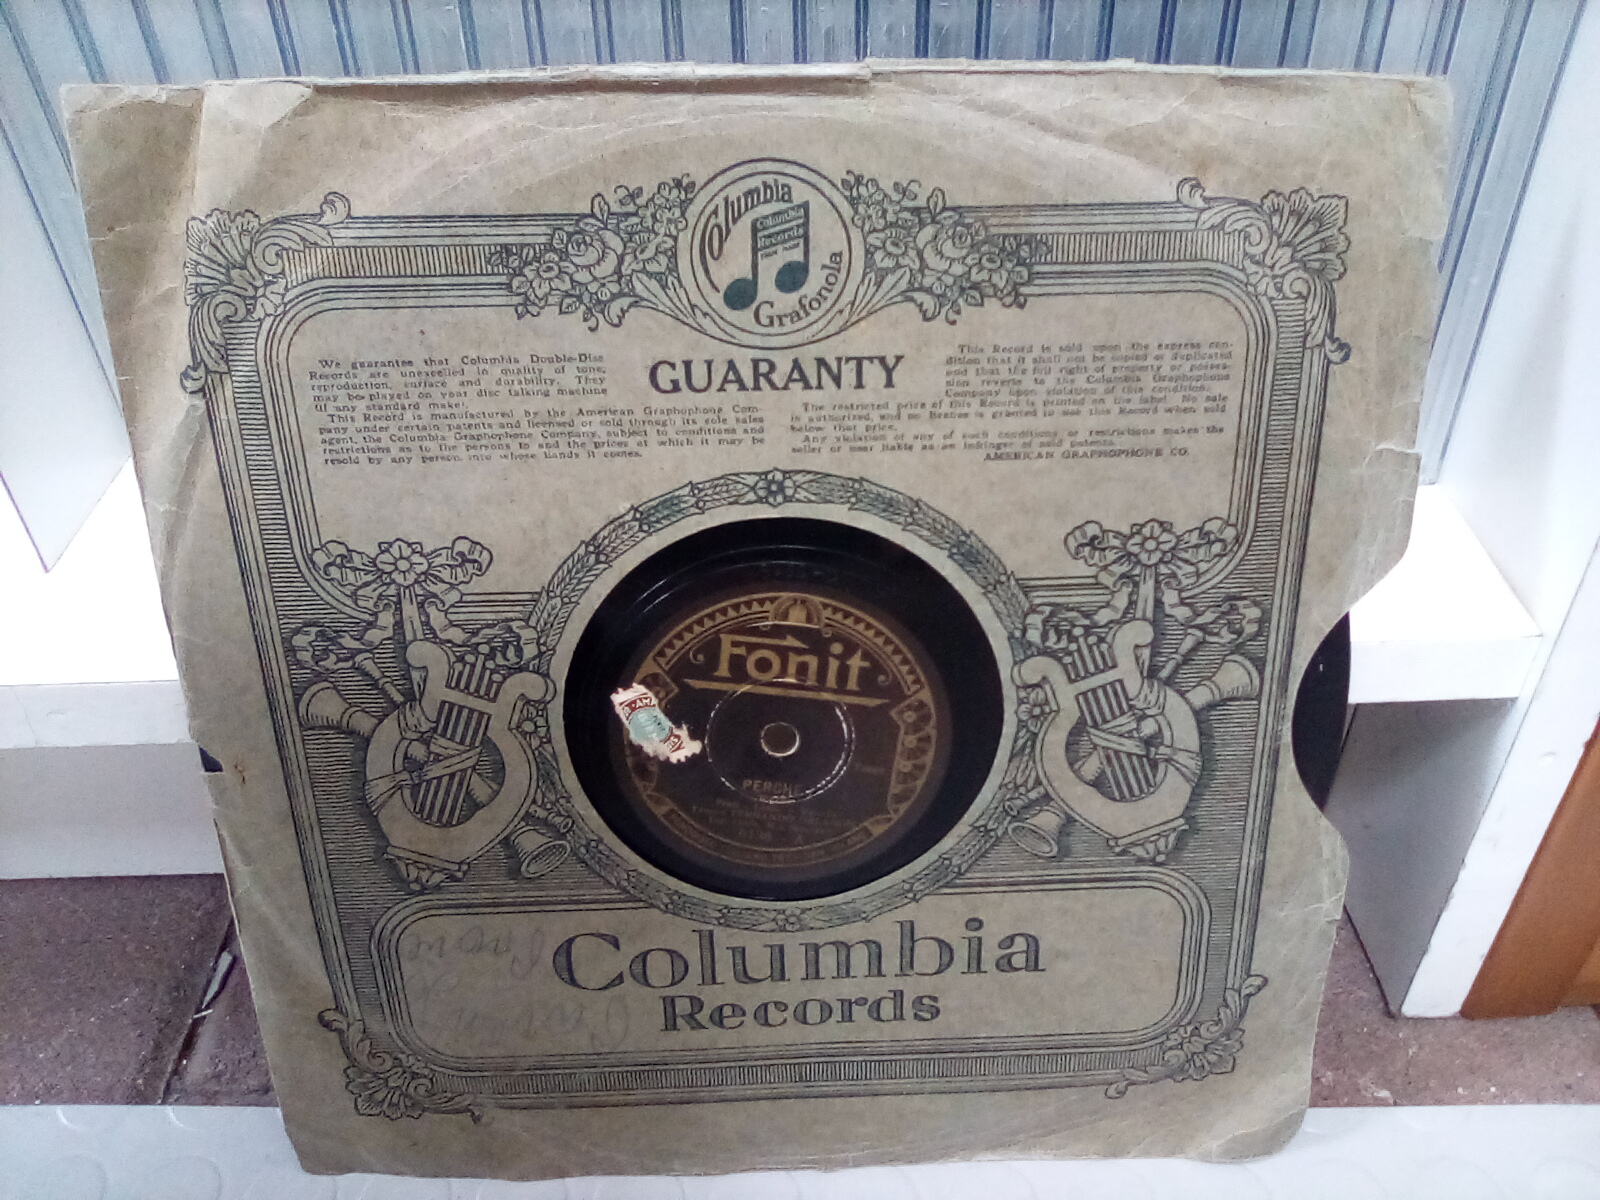 Columbia
Columbia
Records
Grafonola
GUARANTY
We guarantee that Columbia Double-Disc
Records are unexcelled in quality of tone,
reproduction, surface and durability. They
may be played on your disc talking machine
(if any standard make).
This Record is manufactured by the American Graphophone Com-
pany under certain patents and licensed or sold through its sole sales
agent, the Columbia Graphophone Company, subject to conditions and
restrictions as to the persons to and the prices at which it may be
resold by any person into whose hands it comes.
This Record is sold upon the express con-
dition that it shall not be copied or duplicated
and that the full right of property or posses-
sion reverts to the Columbia Graphophone
Company upon violation of this condition.
The restricted price of this Record is printed on the label. No sale
is authorized, and no license is granted to use this Record when sold
below that price.
Any violation of any of such conditions or restrictions makes the
seller or user liable as an infringer of said patents.
AMERICAN GRAPHOPHONE CO.
Fonit
PERCHE
Columbia
Records